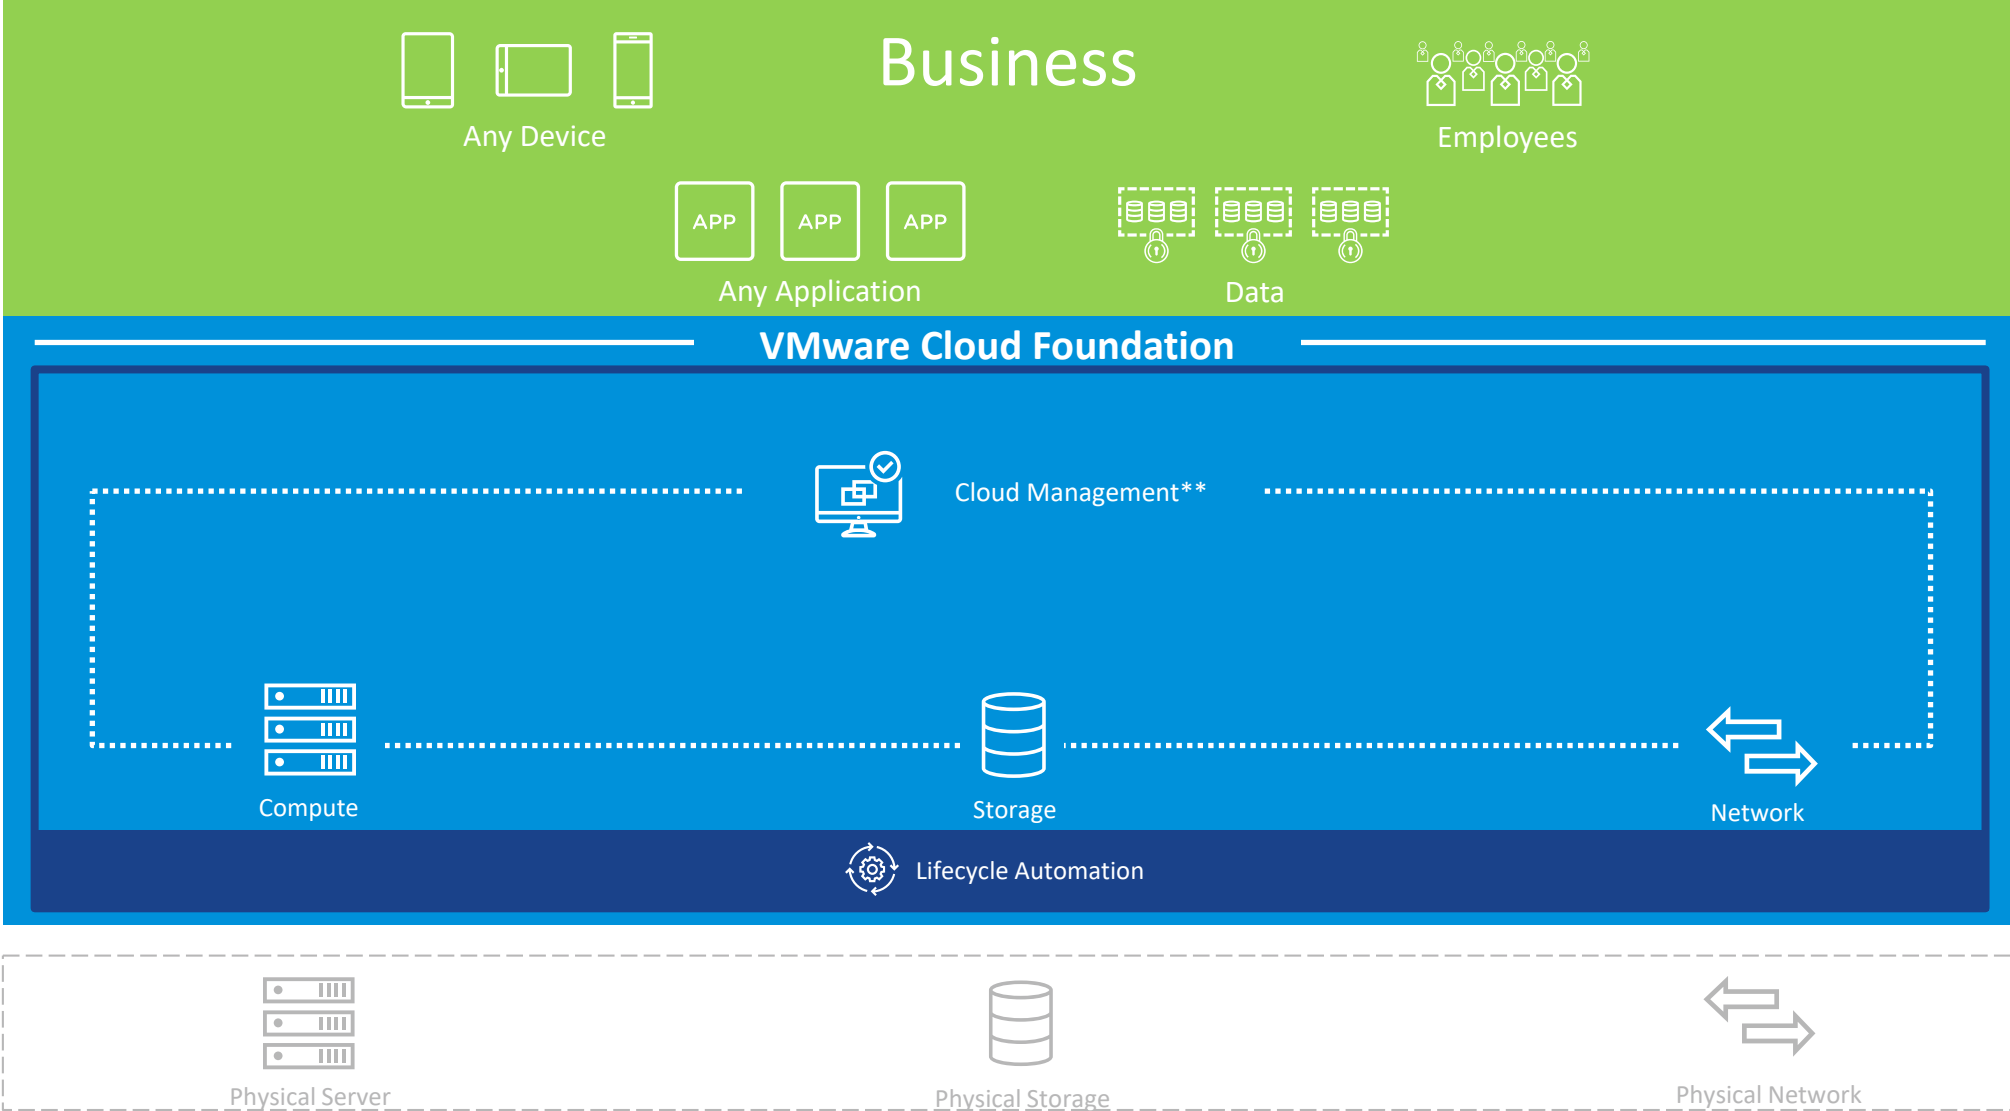 Business
Any Device
Employees
APP APP APP
Any Application
Data
VMware Cloud Foundation
Cloud Management**
Compute
Storage
Network
Lifecycle Automation
Physical Server
Physical Storage
Physical Network